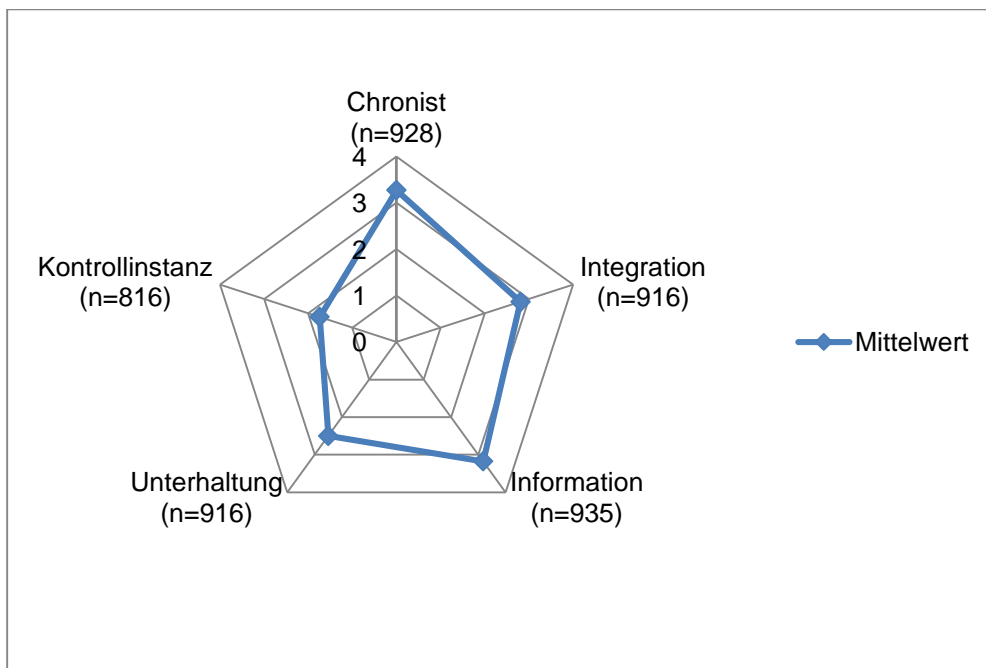 Chronist
(n=928)
4
3
2
1
0
Integration
(n=916)
Information
(n=935)
Unterhaltung
(n=916)
Kontrollinstanz
(n=816)
Mittelwert